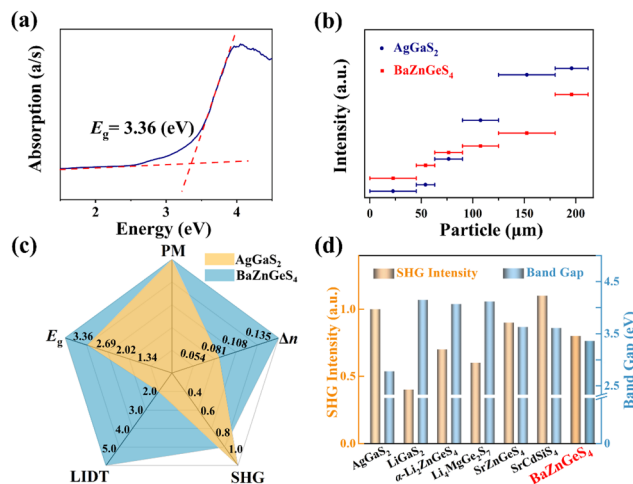 (a)
Absorption (a/s)
Eg= 3.36 (eV)
2
3
4
Energy (eV)
(b)
Intensity (a.u.)
AgGaS2
BaZnGeS4
0
50
100
150
200
Particle (μm)
(c)
PM
AgGaS2
BaZnGeS4
Eg
3.36
2.69
2.02
1.34
0.054
0.081
0.108
0.135
Δn
2.0
3.0
4.0
5.0
0.4
0.6
0.8
1.0
LIDT
SHG
(d)
SHG Intensity
Band Gap
SHG Intensity (a.u.)
1.0
0.5
0.0
Band Gap (eV)
4.5
3.5
2.5
0
AgGaS2
LiGaS2
α-Li2ZnGeS4
Li4MgGe2S7
SrZnGeS4
SrCdSiS4
BaZnGeS4